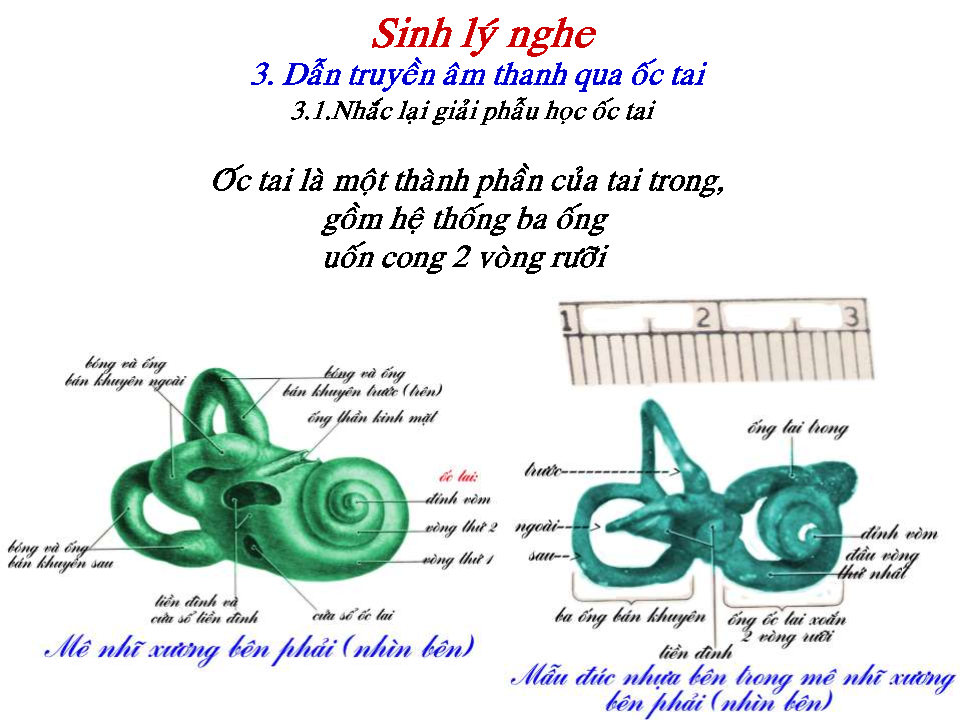 Sinh lý nghe
3. Dẫn truyền âm thanh qua ốc tai
3.1.Nhắc lại giải phẫu học ốc tai
Ốc tai là một thành phần của tai trong,
gồm hệ thống ba ống
uốn cong 2 vòng rưỡi
bóng và ống
bán khuyên ngoài
bóng và ống
bán khuyên trước (trên)
ống thần kinh mặt
ốc tai:
đỉnh vòm
vòng thứ 2
vòng thứ 1
bóng và ống
bán khuyên sau
tiền đình và
cửa sổ tiền đình
cửa sổ ốc tai
Mê nhĩ xương bên phải (nhìn bên)
1 2 3
ống tai trong
trước
ngoài
sau
đỉnh vòm
đầu vòng
thứ nhất
ba ống bán khuyên
ống ốc tai xoắn
2 vòng rưỡi
tiền đình
Mẫu đúc nhựa bên trong mê nhĩ xương
bên phải (nhìn bên)